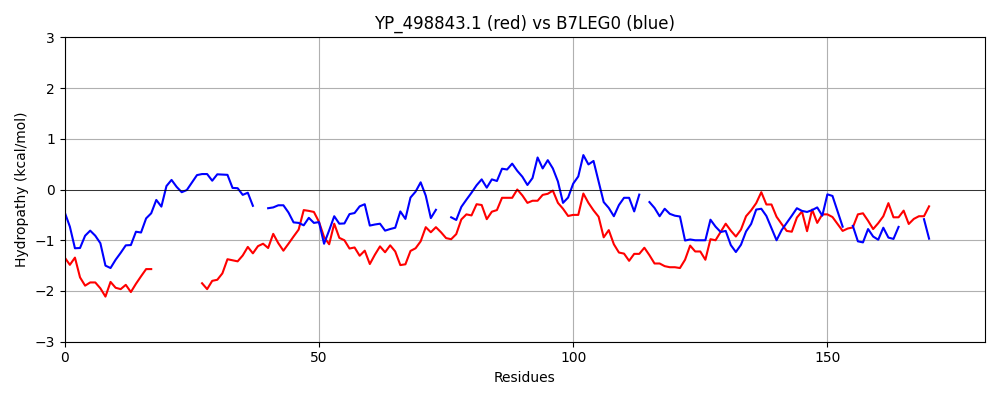 YP_498843.1 (red) vs B7LEG0 (blue)
Hydropathy (kcal/mol)
3
2
1
0
−1
−2
−3
0 50 100 150
Residues